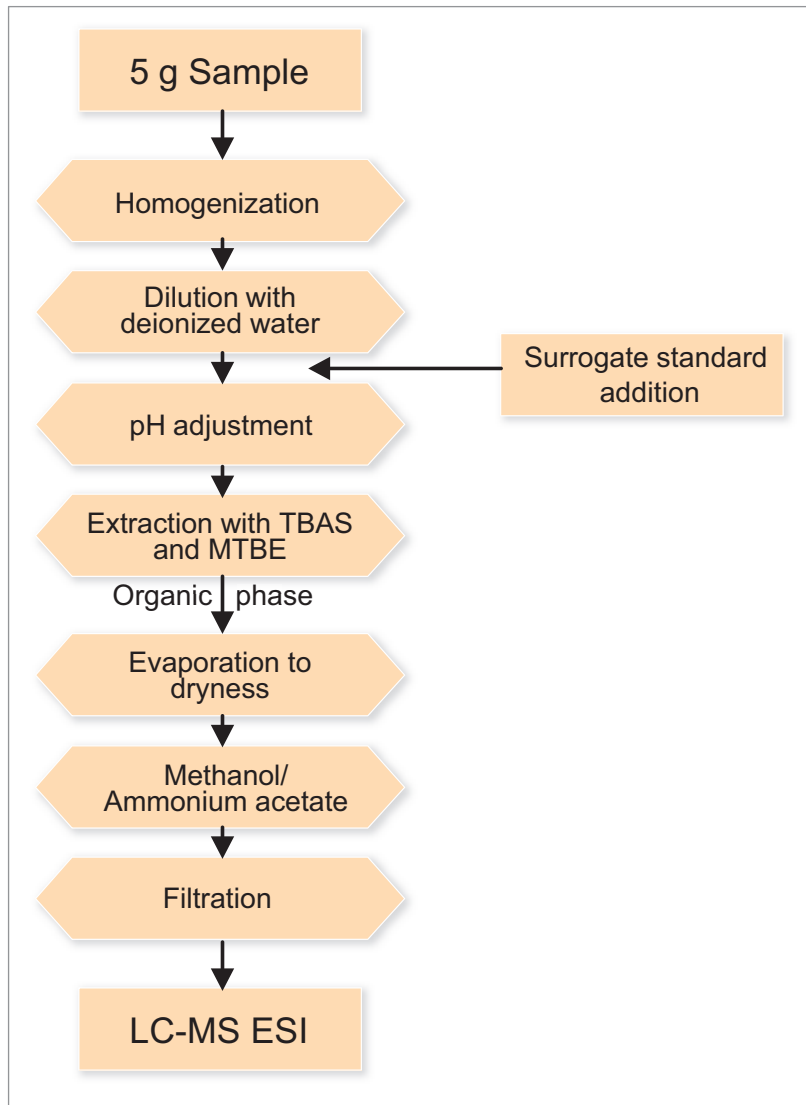 5 g Sample
Homogenization
Dilution with
deionized water
Surrogate standard
addition
pH adjustment
Extraction with TBAS
and MTBE
Organic phase
Evaporation to
dryness
Methanol/
Ammonium acetate
Filtration
LC-MS ESI